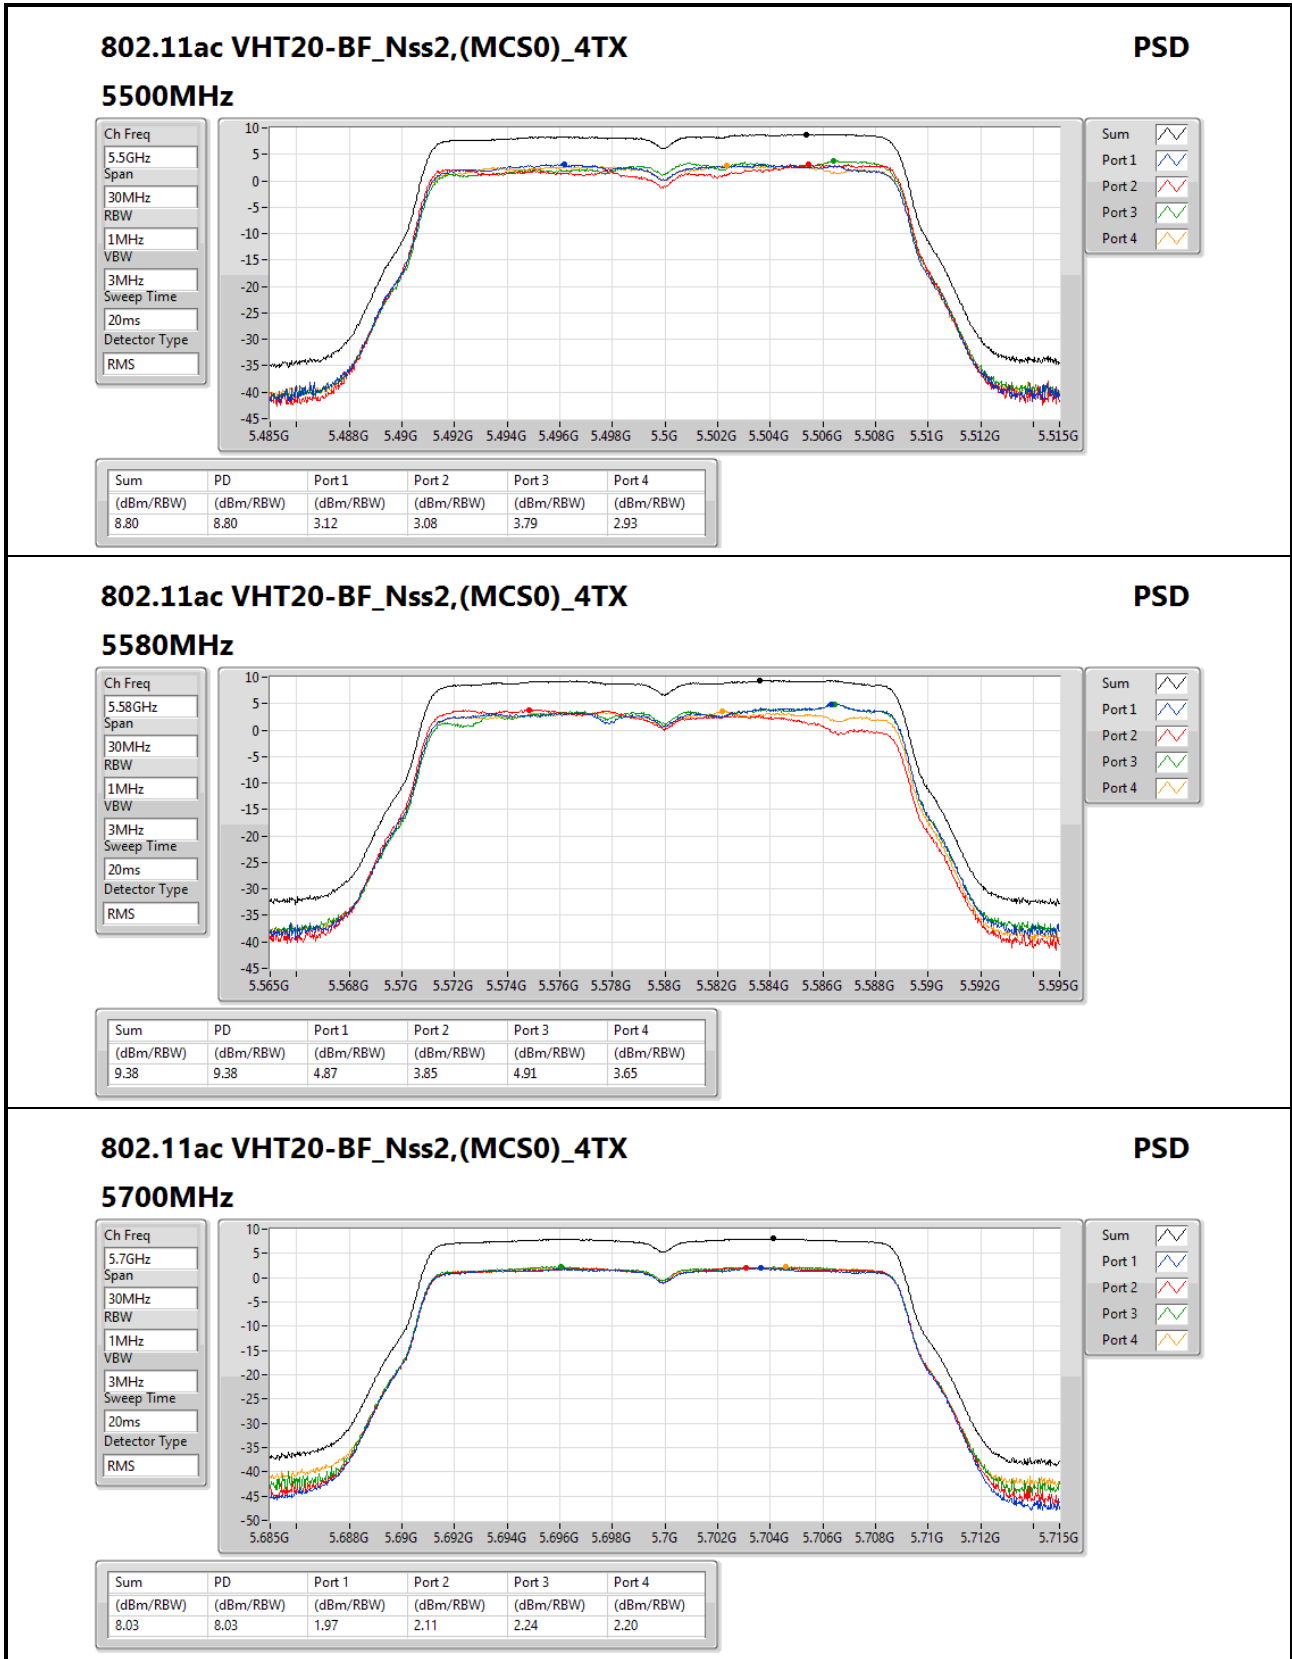 802.11ac VHT20-BF_Nss2,(MCS0)_4TX PSD
5500MHz
Ch Freq
5.5GHz
Span
30MHz
RBW
1MHz
VBW
3MHz
Sweep Time
20ms
Detector Type
RMS
10
5
0
-5
-10
-15
-20
-25
-30
-35
-40
-45
5.485G 5.488G 5.49G 5.492G 5.494G 5.496G 5.498G 5.5G 5.502G 5.504G 5.506G 5.508G 5.51G 5.512G 5.515G
Sum
Port 1
Port 2
Port 3
Port 4
Sum PD Port 1 Port 2 Port 3 Port 4
(dBm/RBW) (dBm/RBW) (dBm/RBW) (dBm/RBW) (dBm/RBW) (dBm/RBW)
8.80 8.80 3.12 3.08 3.79 2.93
802.11ac VHT20-BF_Nss2,(MCS0)_4TX PSD
5580MHz
Ch Freq
5.58GHz
Span
30MHz
RBW
1MHz
VBW
3MHz
Sweep Time
20ms
Detector Type
RMS
10
5
0
-5
-10
-15
-20
-25
-30
-35
-40
-45
5.565G 5.568G 5.57G 5.572G 5.574G 5.576G 5.578G 5.58G 5.582G 5.584G 5.586G 5.588G 5.59G 5.592G 5.595G
Sum
Port 1
Port 2
Port 3
Port 4
Sum PD Port 1 Port 2 Port 3 Port 4
(dBm/RBW) (dBm/RBW) (dBm/RBW) (dBm/RBW) (dBm/RBW) (dBm/RBW)
9.38 9.38 4.87 3.85 4.91 3.65
802.11ac VHT20-BF_Nss2,(MCS0)_4TX PSD
5700MHz
Ch Freq
5.7GHz
Span
30MHz
RBW
1MHz
VBW
3MHz
Sweep Time
20ms
Detector Type
RMS
10
5
0
-5
-10
-15
-20
-25
-30
-35
-40
-45
-50
5.685G 5.688G 5.69G 5.692G 5.694G 5.696G 5.698G 5.7G 5.702G 5.704G 5.706G 5.708G 5.71G 5.712G 5.715G
Sum
Port 1
Port 2
Port 3
Port 4
Sum PD Port 1 Port 2 Port 3 Port 4
(dBm/RBW) (dBm/RBW) (dBm/RBW) (dBm/RBW) (dBm/RBW) (dBm/RBW)
8.03 8.03 1.97 2.11 2.24 2.20